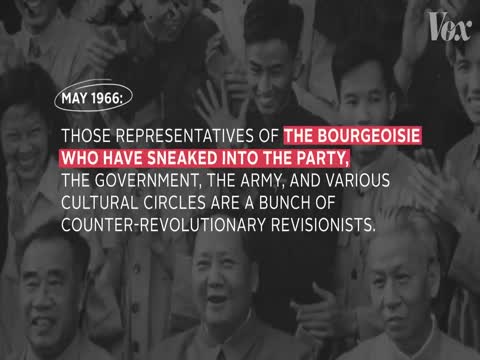 Vox
MAY 1966:
THOSE REPRESENTATIVES OF THE BOURGEOISIE
WHO HAVE SNEAKED INTO THE PARTY,
THE GOVERNMENT, THE ARMY, AND VARIOUS
CULTURAL CIRCLES ARE A BUNCH OF
COUNTER-REVOLUTIONARY REVISIONISTS.